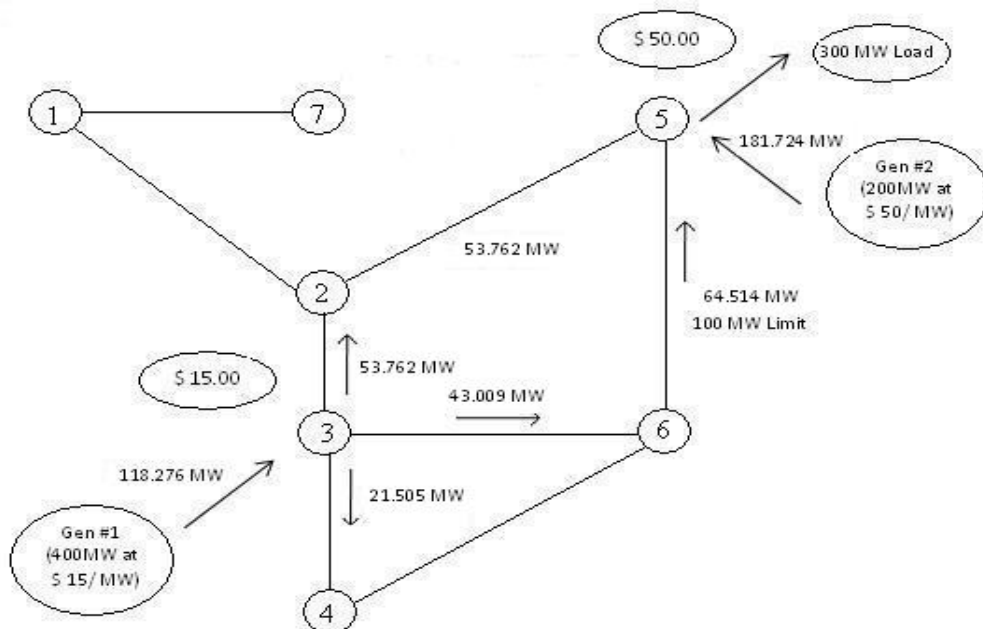 $ 50.00
300 MW Load
1
7
5
181.724 MW
Gen #2
(200MW at
$ 50/ MW)
53.762 MW
2
64.514 MW
100 MW Limit
$ 15.00
53.762 MW
43.009 MW
3
6
118.276 MW
21.505 MW
Gen #1
(400MW at
$ 15/ MW)
4